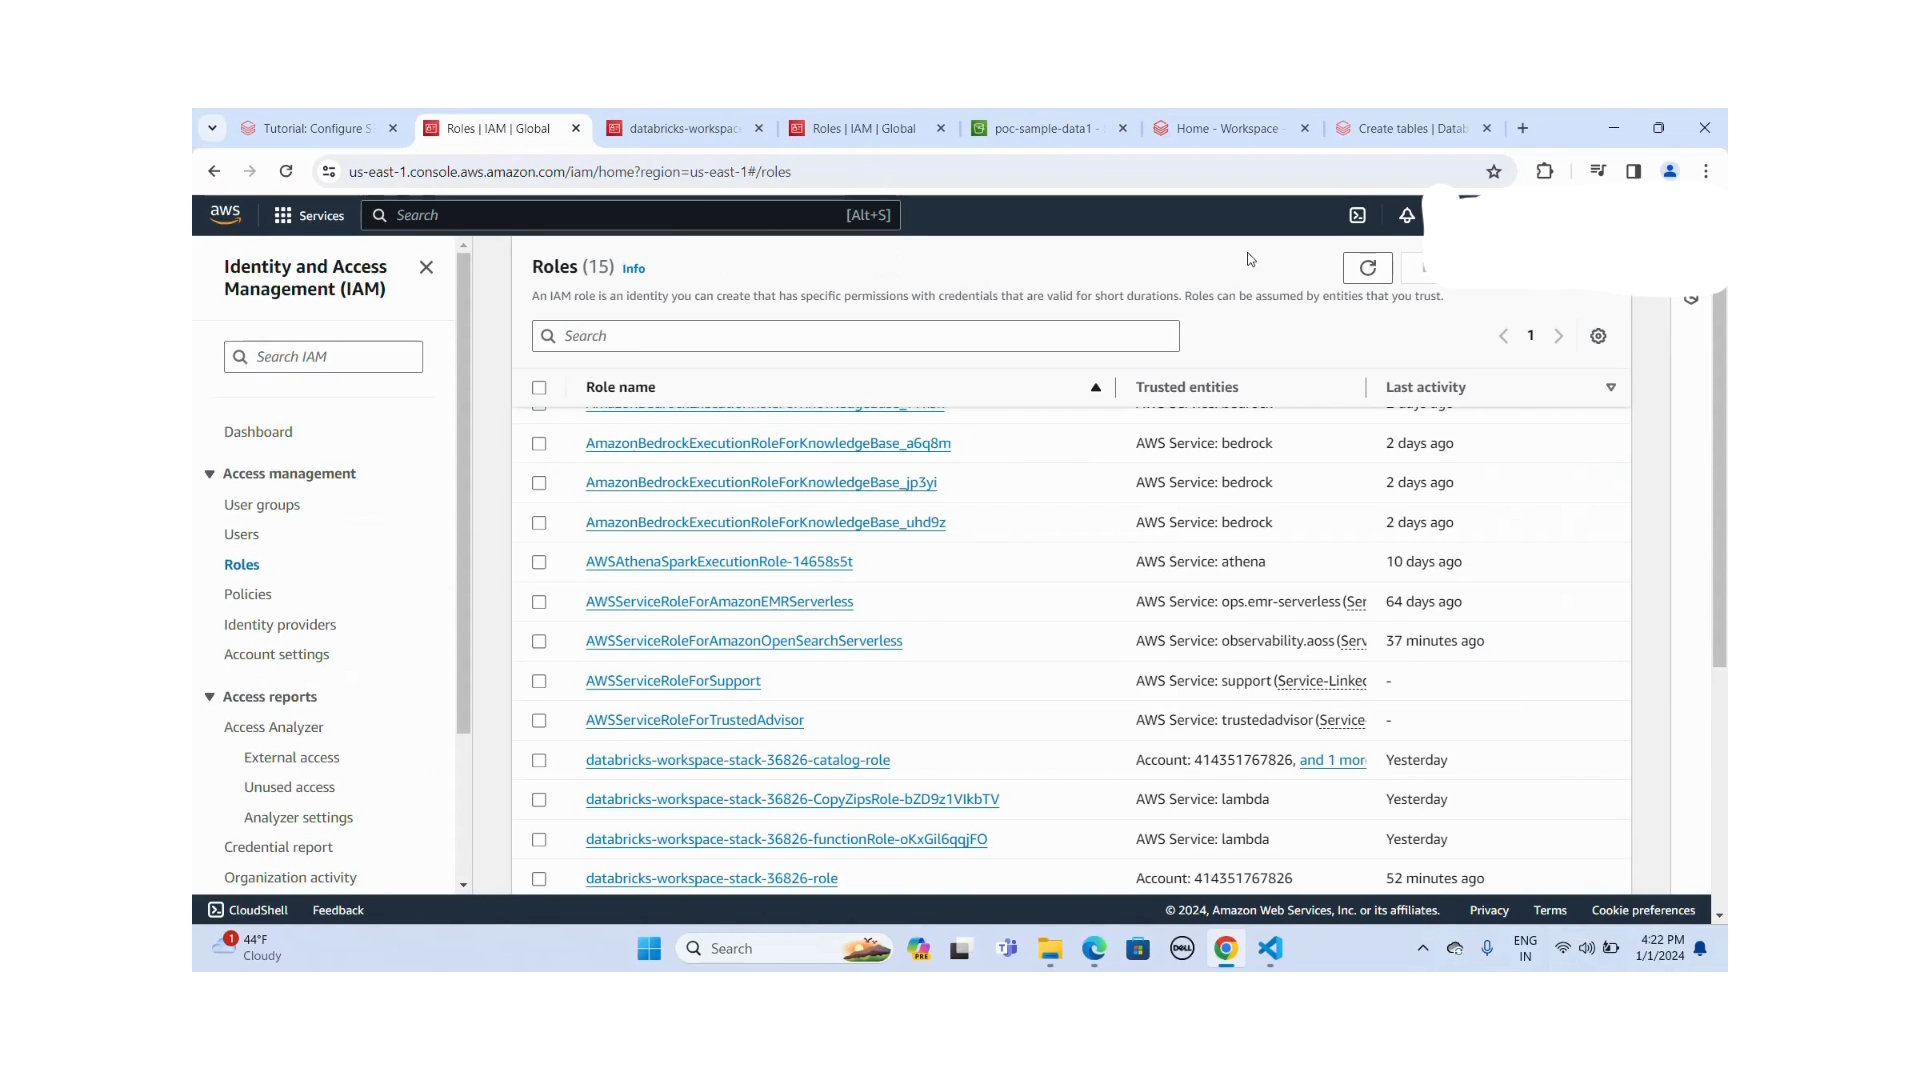 Tutorial: Configure S
Roles | IAM | Global
databricks-workspac
Roles | IAM | Global
poc-sample-data1 -
Home - Workspace -
Create tables | Datab
us-east-1.console.aws.amazon.com/iam/home?region=us-east-1#/roles
aws
Services
Search
[Alt+S]
Identity and Access
Management (IAM)
Search IAM
Dashboard
Access management
User groups
Users
Roles
Policies
Identity providers
Account settings
Access reports
Access Analyzer
External access
Unused access
Analyzer settings
Credential report
Organization activity
Roles (15) Info
An IAM role is an identity you can create that has specific permissions with credentials that are valid for short durations. Roles can be assumed by entities that you trust.
Search
1
Role name Trusted entities Last activity
AmazonBedrockExecutionRoleForKnowledgeBase_a6q8m AWS Service: bedrock 2 days ago
AmazonBedrockExecutionRoleForKnowledgeBase_jp3yi AWS Service: bedrock 2 days ago
AmazonBedrockExecutionRoleForKnowledgeBase_uhd9z AWS Service: bedrock 2 days ago
AWSAthenaSparkExecutionRole-14658s5t AWS Service: athena 10 days ago
AWSServiceRoleForAmazonEMRServerless AWS Service: ops.emr-serverless (Ser 64 days ago
AWSServiceRoleForAmazonOpenSearchServerless AWS Service: observability.aoss (Serv 37 minutes ago
AWSServiceRoleForSupport AWS Service: support (Service-Linked -
AWSServiceRoleForTrustedAdvisor AWS Service: trustedadvisor (Service -
databricks-workspace-stack-36826-catalog-role Account: 414351767826, and 1 mor Yesterday
databricks-workspace-stack-36826-CopyZipsRole-bZD9z1VIkbTV AWS Service: lambda Yesterday
databricks-workspace-stack-36826-functionRole-oKxGil6qqjFO AWS Service: lambda Yesterday
databricks-workspace-stack-36826-role Account: 414351767826 52 minutes ago
CloudShell
Feedback
© 2024, Amazon Web Services, Inc. or its affiliates.
Privacy
Terms
Cookie preferences
1
44°F
Cloudy
Search
PRE
DELL
ENG
IN
4:22 PM
1/1/2024